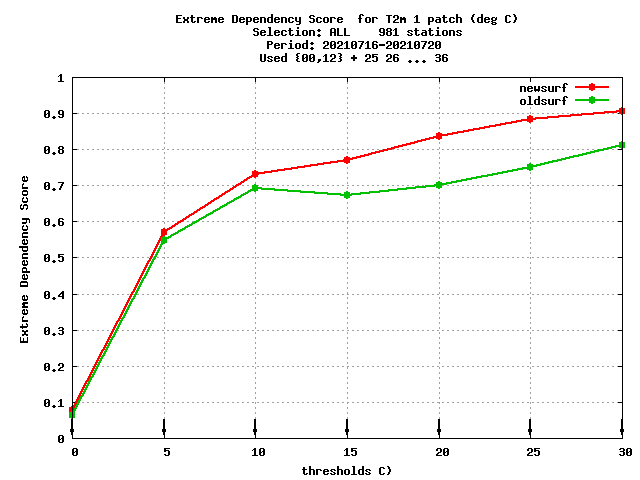 Extreme Dependency Score  for T2m 1 patch (deg C)
Selection: ALL    981 stations
Period: 20210716-20210720
Used {00,12} + 25 26 ... 36
newsurf
oldsurf
1
0.9
0.8
0.7
0.6
0.5
0.4
0.3
0.2
0.1
0
Extreme Dependency Score
0 5 10 15 20 25 30
thresholds C)